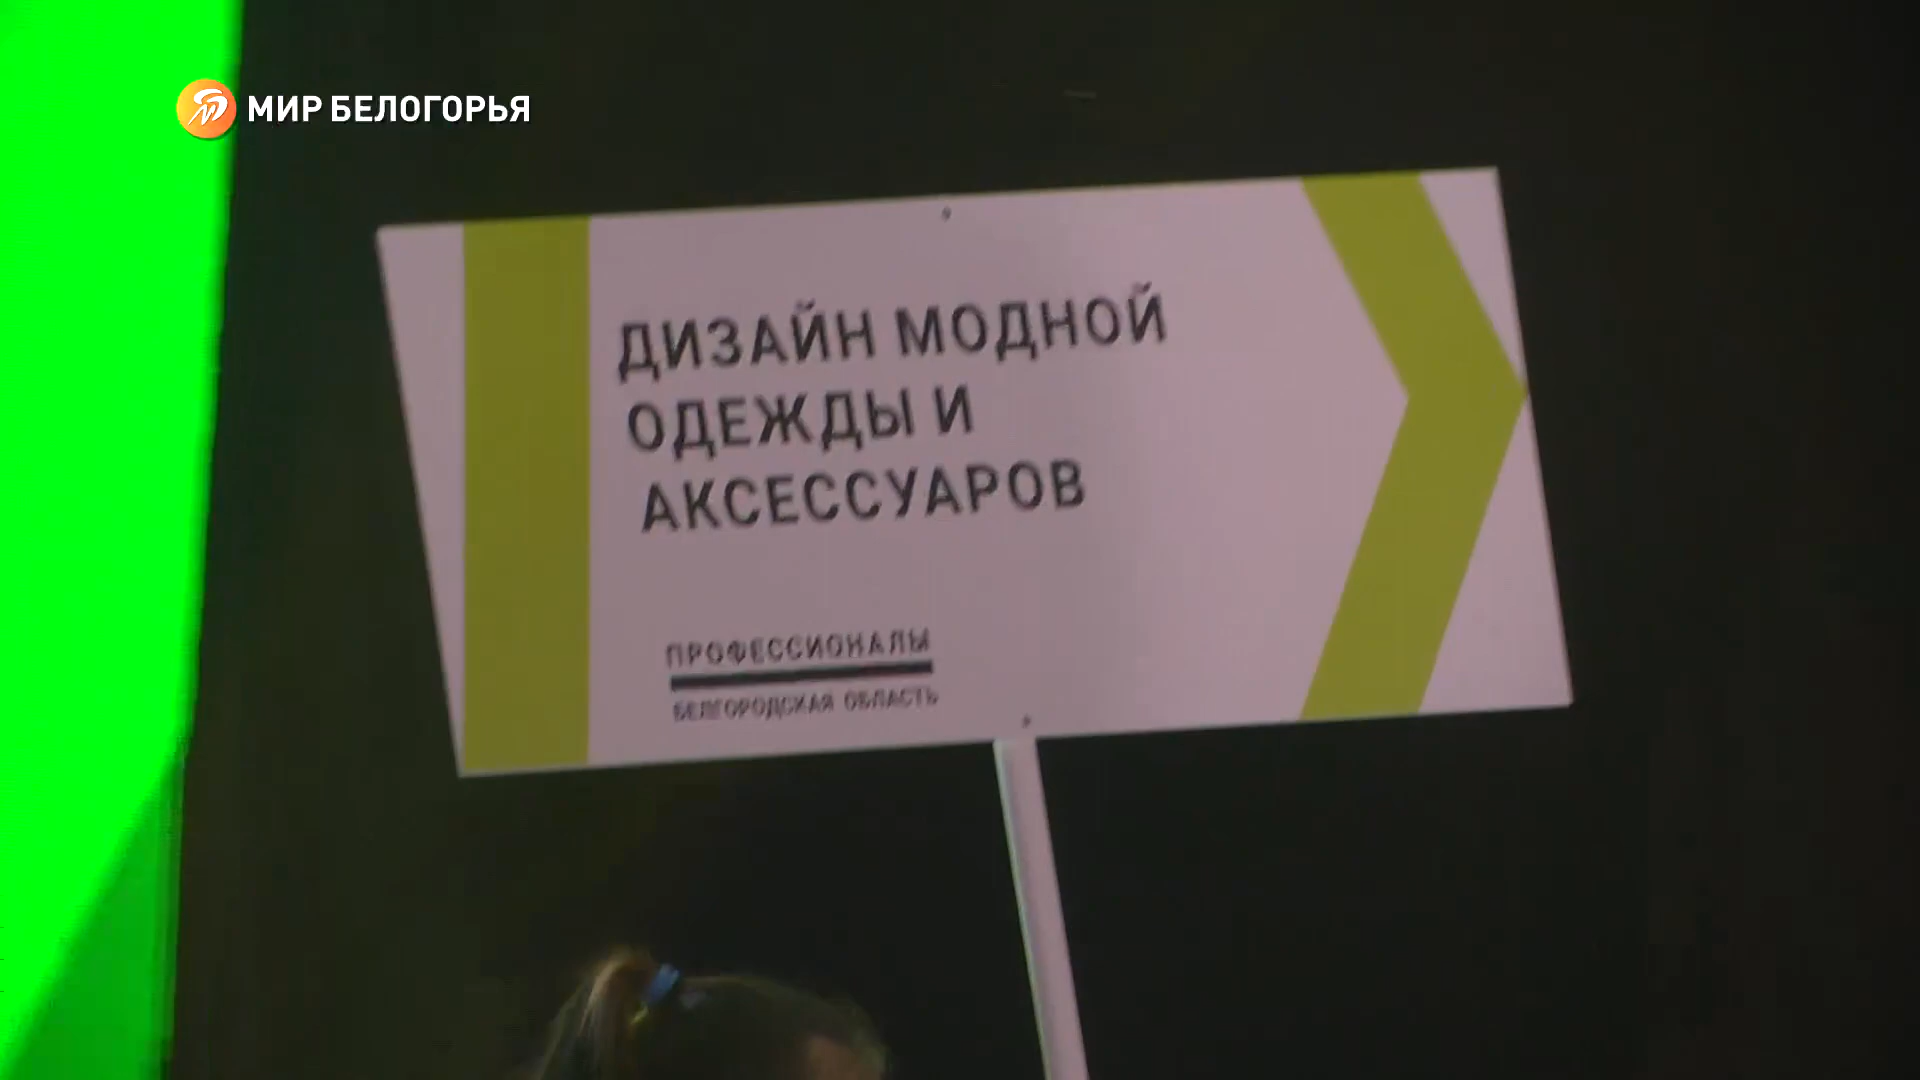 МИР БЕЛОГОРЬЯ
ДИЗАЙН МОДНОЙ
ОДЕЖДЫ И
АКСЕССУАРОВ
ПРОФЕССИОНАЛЫ
БЕЛГОРОДСКАЯ ОБЛАСТЬ